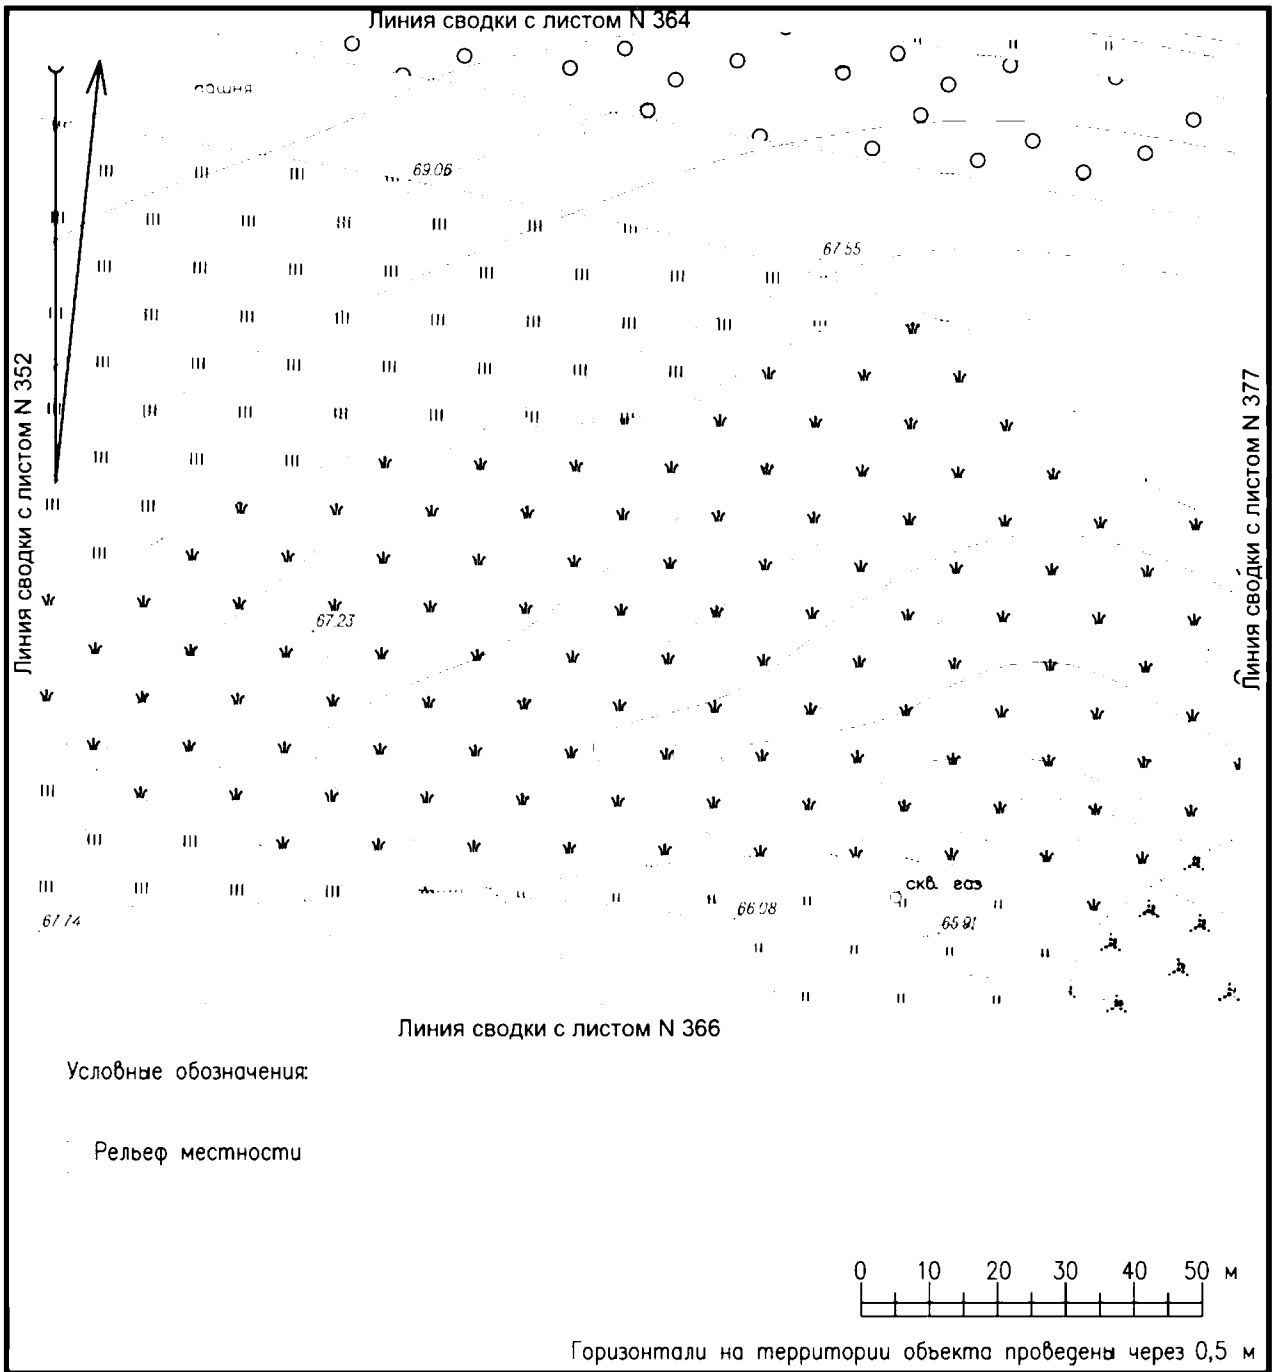 Линия сводки с листом N 364
пашня
69.06
67.55
Линия сводки с листом N 352
Линия сводки с листом N 377
67.23
скв. газ
67.74
66.08
65.91
Линия сводки с листом N 366
Условные обозначения:
Рельеф местности
0 10 20 30 40 50 м
Горизонтали на территории объекта проведены через 0,5 м